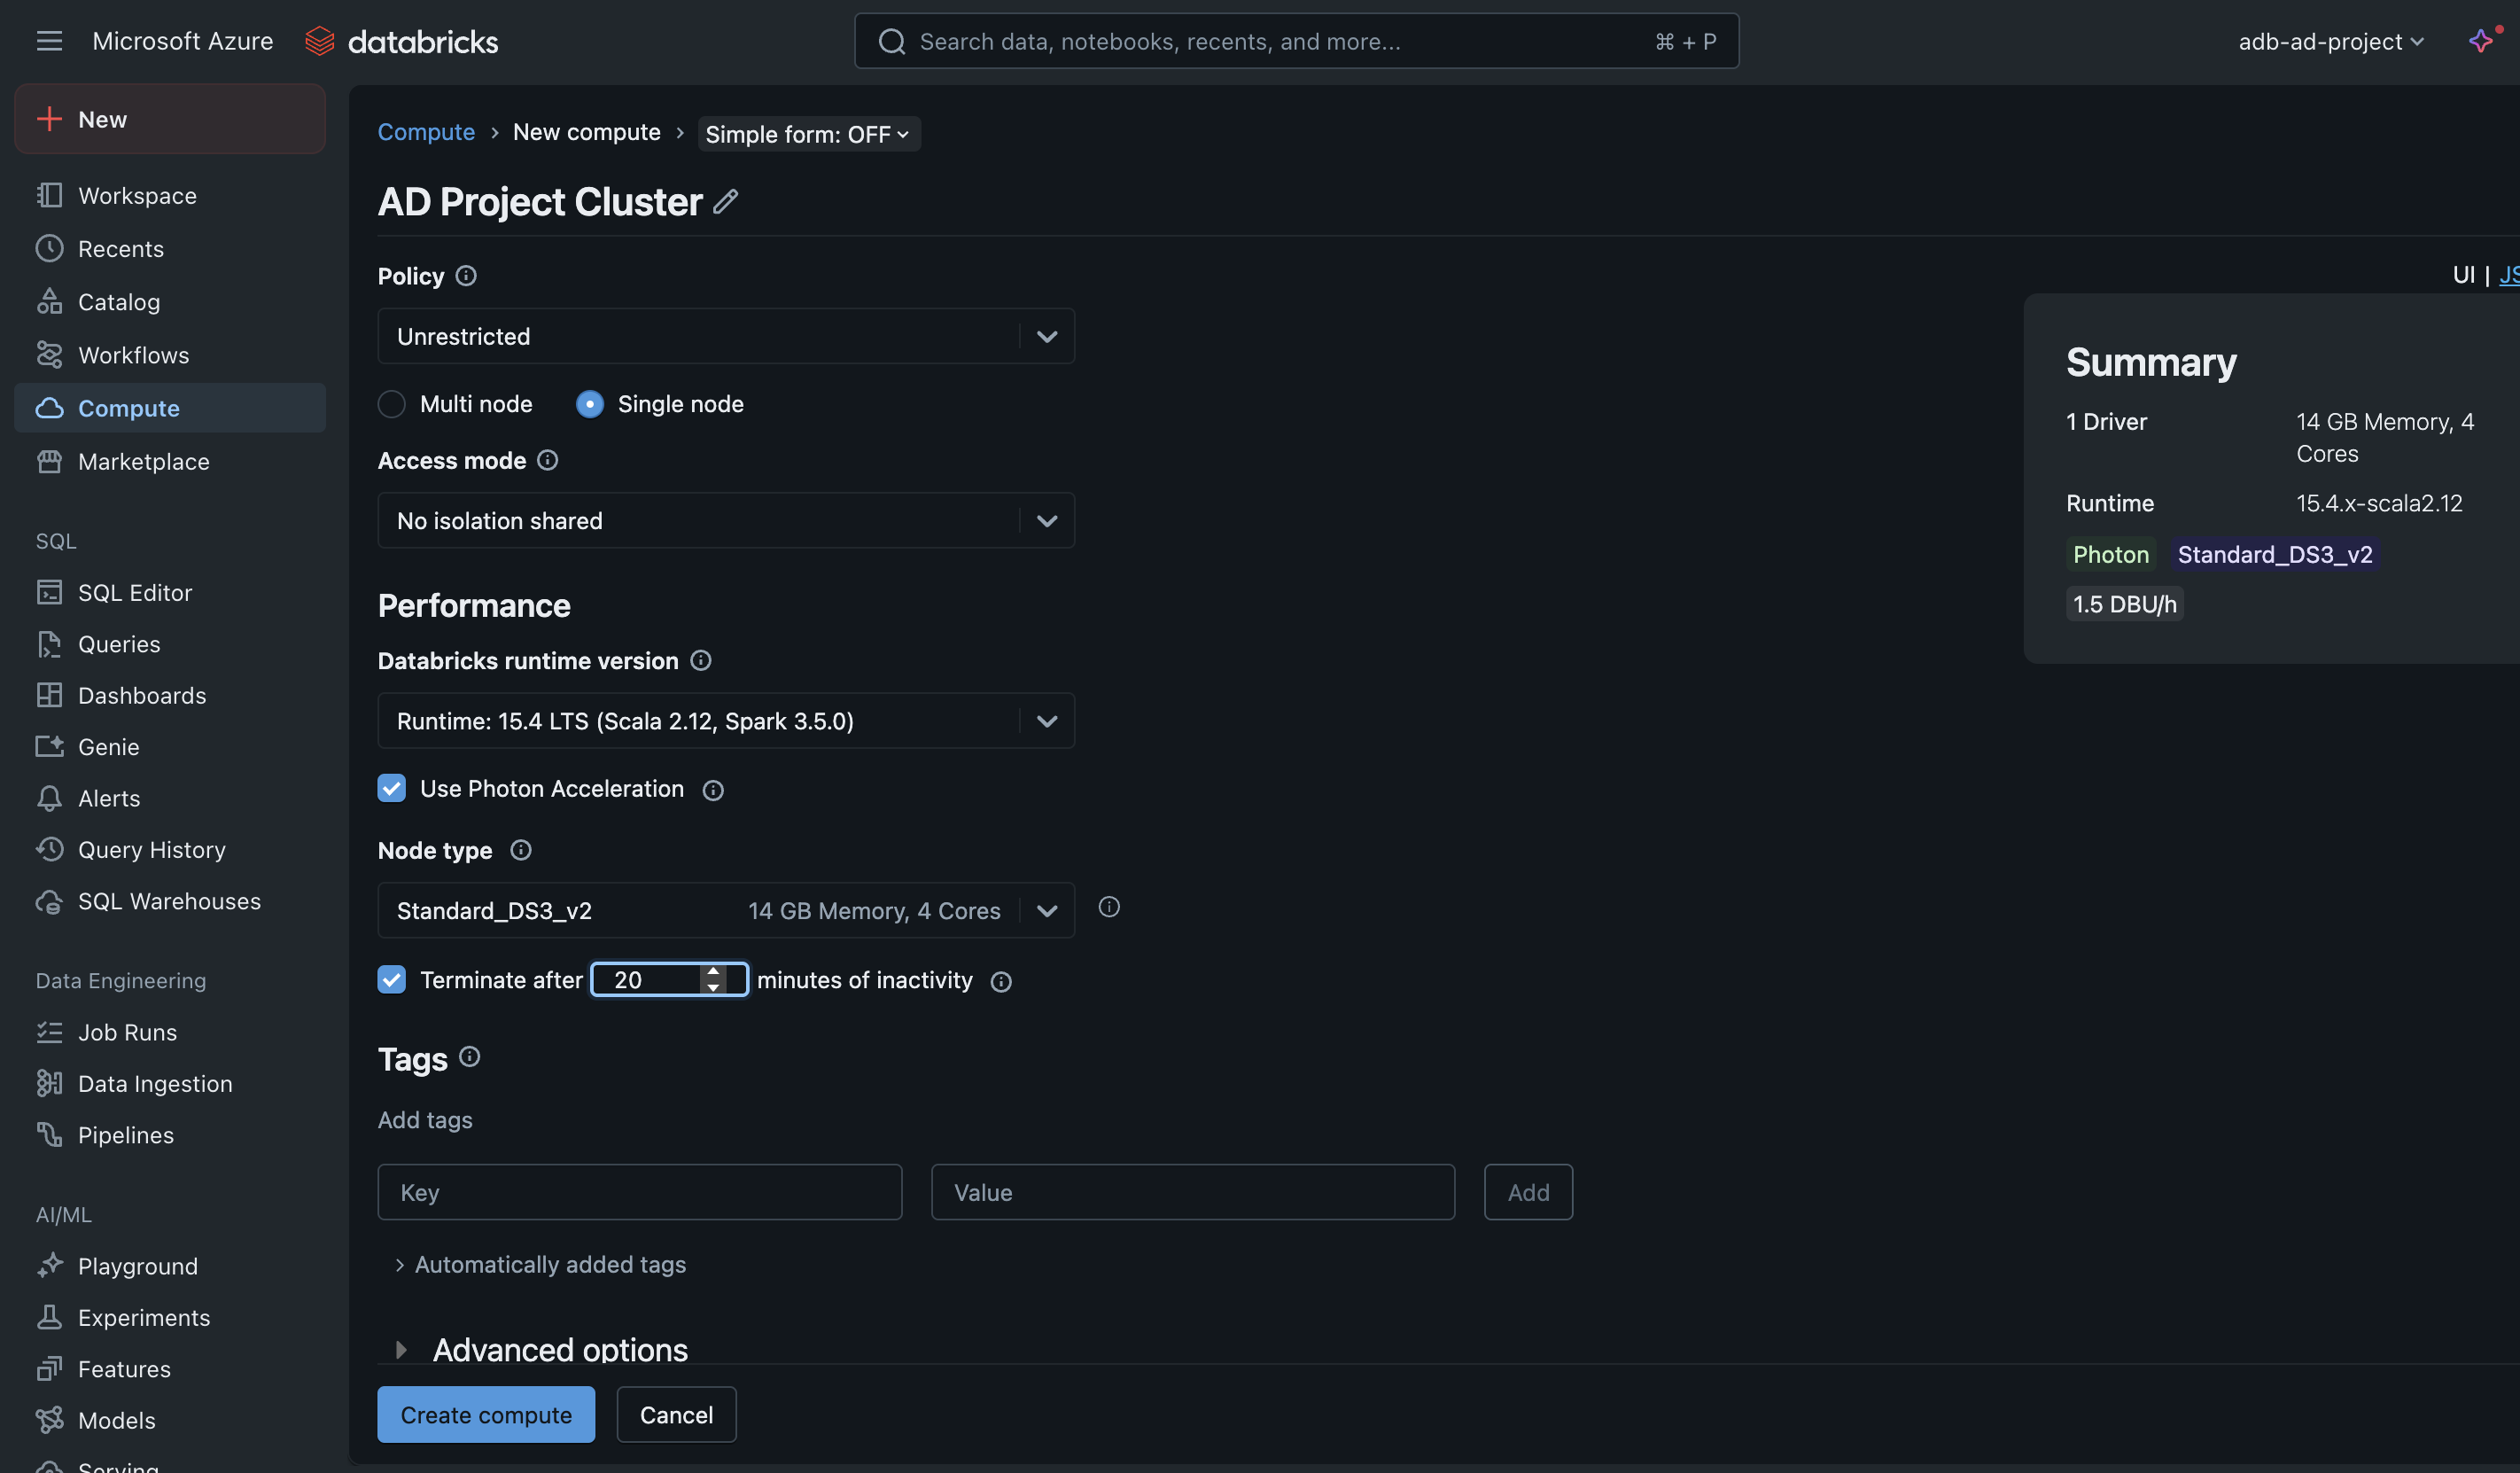 Microsoft Azure databricks
Search data, notebooks, recents, and more... ⌘ + P
adb-ad-project
New
Workspace
Recents
Catalog
Workflows
Compute
Marketplace
SQL
SQL Editor
Queries
Dashboards
Genie
Alerts
Query History
SQL Warehouses
Data Engineering
Job Runs
Data Ingestion
Pipelines
AI/ML
Playground
Experiments
Features
Models
Serving
Compute › New compute › Simple form: OFF
AD Project Cluster
Policy
Unrestricted
Multi node Single node
Access mode
No isolation shared
Performance
Databricks runtime version
Runtime: 15.4 LTS (Scala 2.12, Spark 3.5.0)
Use Photon Acceleration
Node type
Standard_DS3_v2 14 GB Memory, 4 Cores
Terminate after 20 minutes of inactivity
Tags
Add tags
Key Value Add
Automatically added tags
Advanced options
Create compute Cancel
UI | JS
Summary
1 Driver 14 GB Memory, 4
Cores
Runtime 15.4.x-scala2.12
Photon Standard_DS3_v2
1.5 DBU/h